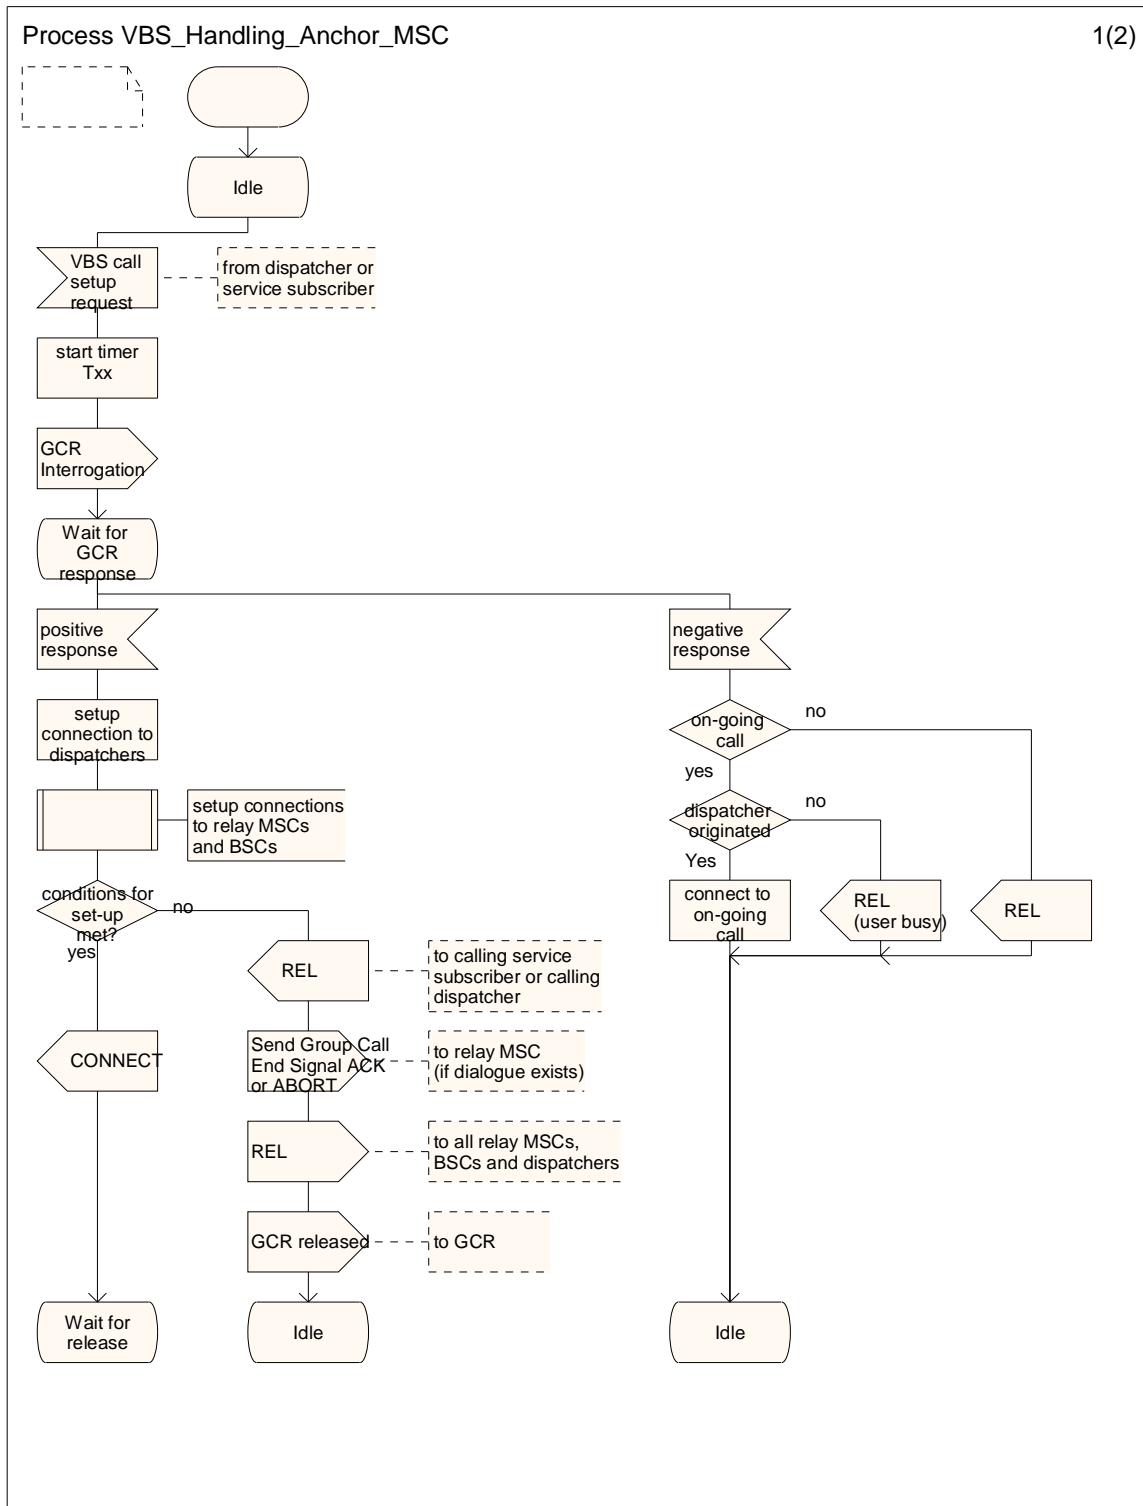 Process VBS_Handling_Anchor_MSC
1(2)
Idle
VBS call
setup
request
from dispatcher or
service subscriber
start timer
Txx
GCR
Interrogation
Wait for
GCR
response
positive
response
negative
response
setup
connection to
dispatchers
on-going
call
no
yes
setup connections
to relay MSCs
and BSCs
dispatcher
originated
no
Yes
conditions for
set-up
met?
no
yes
connect to
on-going
call
REL
(user busy)
REL
REL
to calling service
subscriber or calling
dispatcher
CONNECT
Send Group Call
End Signal ACK
or ABORT
to relay MSC
(if dialogue exists)
REL
to all relay MSCs,
BSCs and dispatchers
GCR released
to GCR
Wait for
release
Idle
Idle